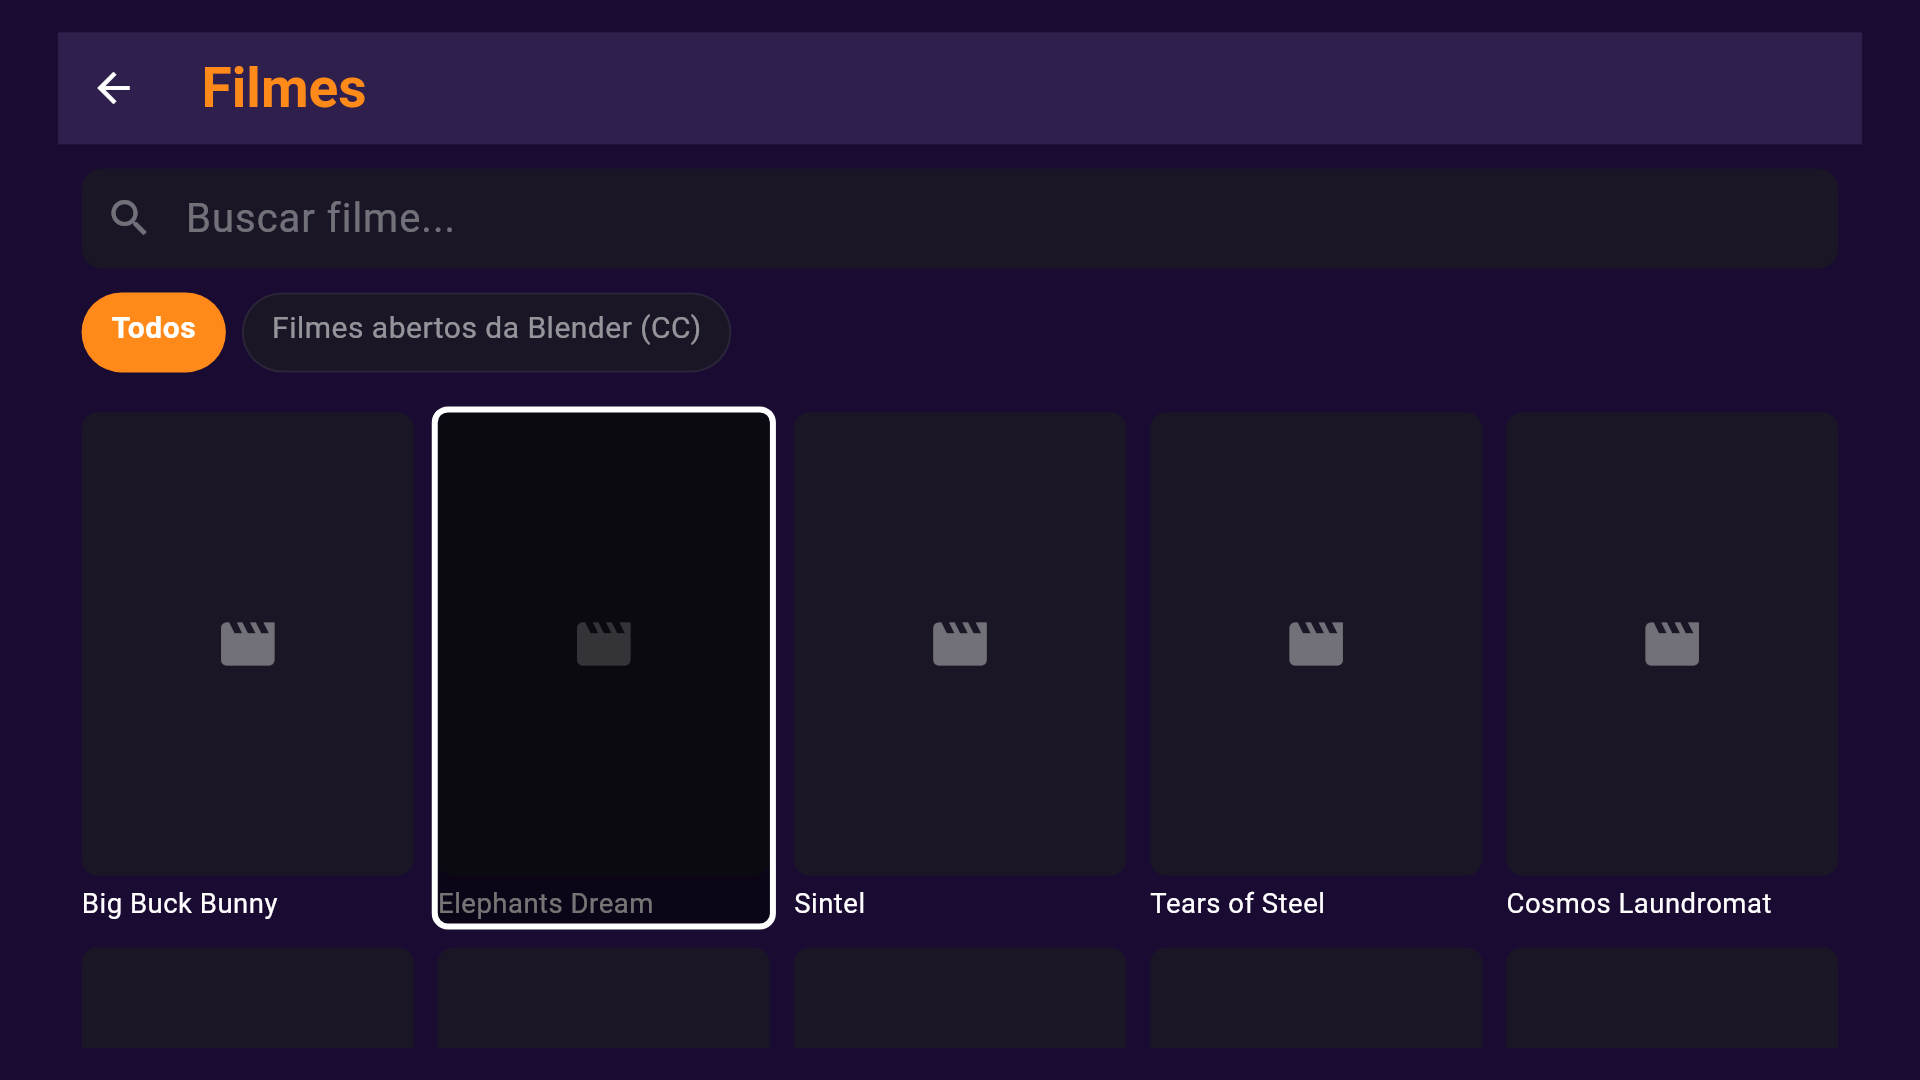 Filmes
Buscar filme...
Todos
Filmes abertos da Blender (CC)
Big Buck Bunny
Elephants Dream
Sintel
Tears of Steel
Cosmos Laundromat